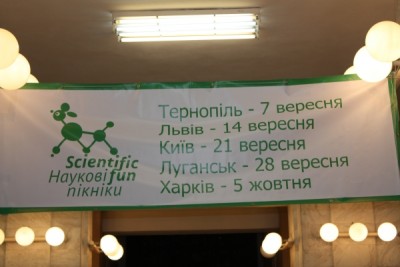 Scientific
Наукові fun
пікніки
Тернопіль - 7 вересня
Львів - 14 вересня
Київ - 21 вересня
Луганськ - 28 вересня
Харків - 5 жовтня